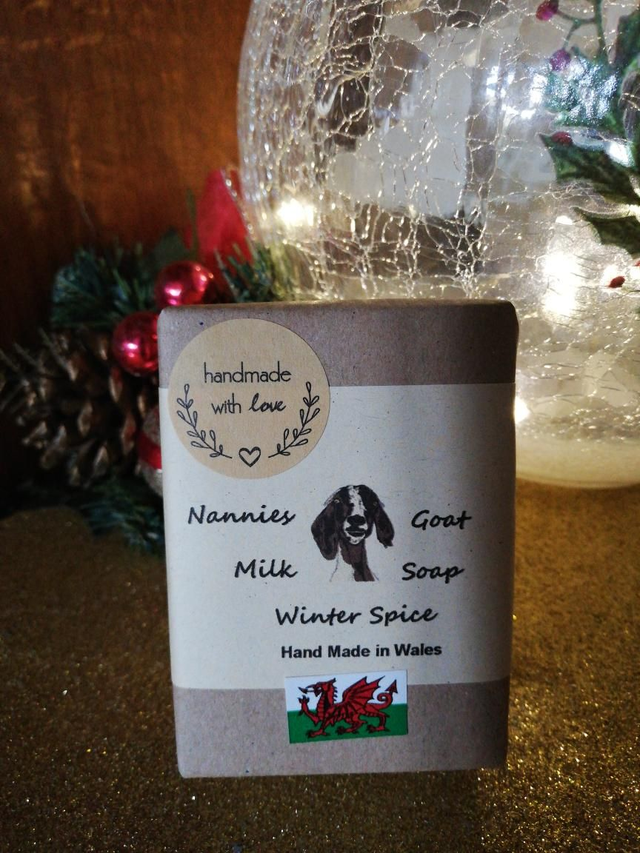 handmade
with love
Nannies Goat
Milk Soap
Winter Spice
Hand Made in Wales